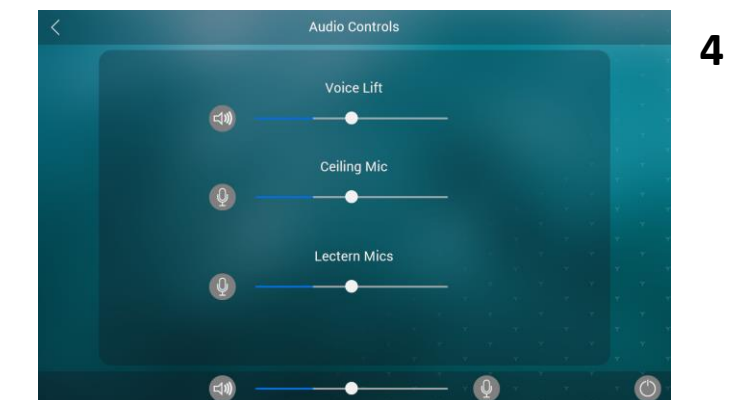 Audio Controls
4
Voice Lift
Ceiling Mic
Lectern Mics